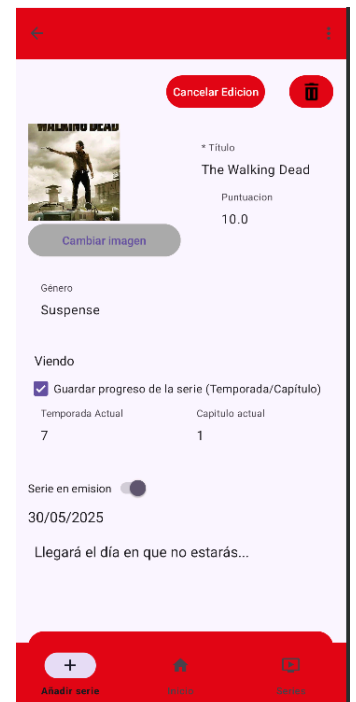 Cancelar Edicion
WALKING DEAD
* Título
The Walking Dead
Puntuacion
10.0
Cambiar imagen
Género
Suspense
Viendo
Guardar progreso de la serie (Temporada/Capítulo)
Temporada Actual
Capitulo actual
7
1
Serie en emision
30/05/2025
Llegará el día en que no estarás...
Añadir serie